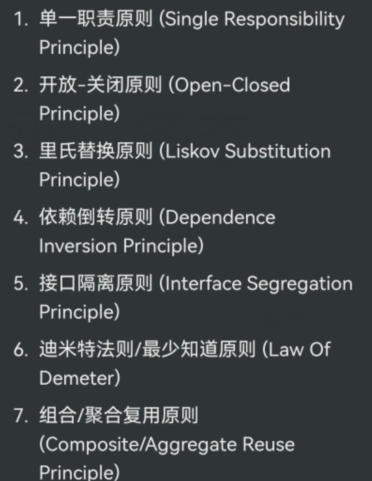 1. 单一职责原则 (Single Responsibility
Principle)
2. 开放-关闭原则 (Open-Closed
Principle)
3. 里氏替换原则 (Liskov Substitution
Principle)
4. 依赖倒转原则 (Dependence
Inversion Principle)
5. 接口隔离原则 (Interface Segregation
Principle)
6. 迪米特法则/最少知道原则 (Law Of
Demeter)
7. 组合/聚合复用原则
(Composite/Aggregate Reuse
Principle)